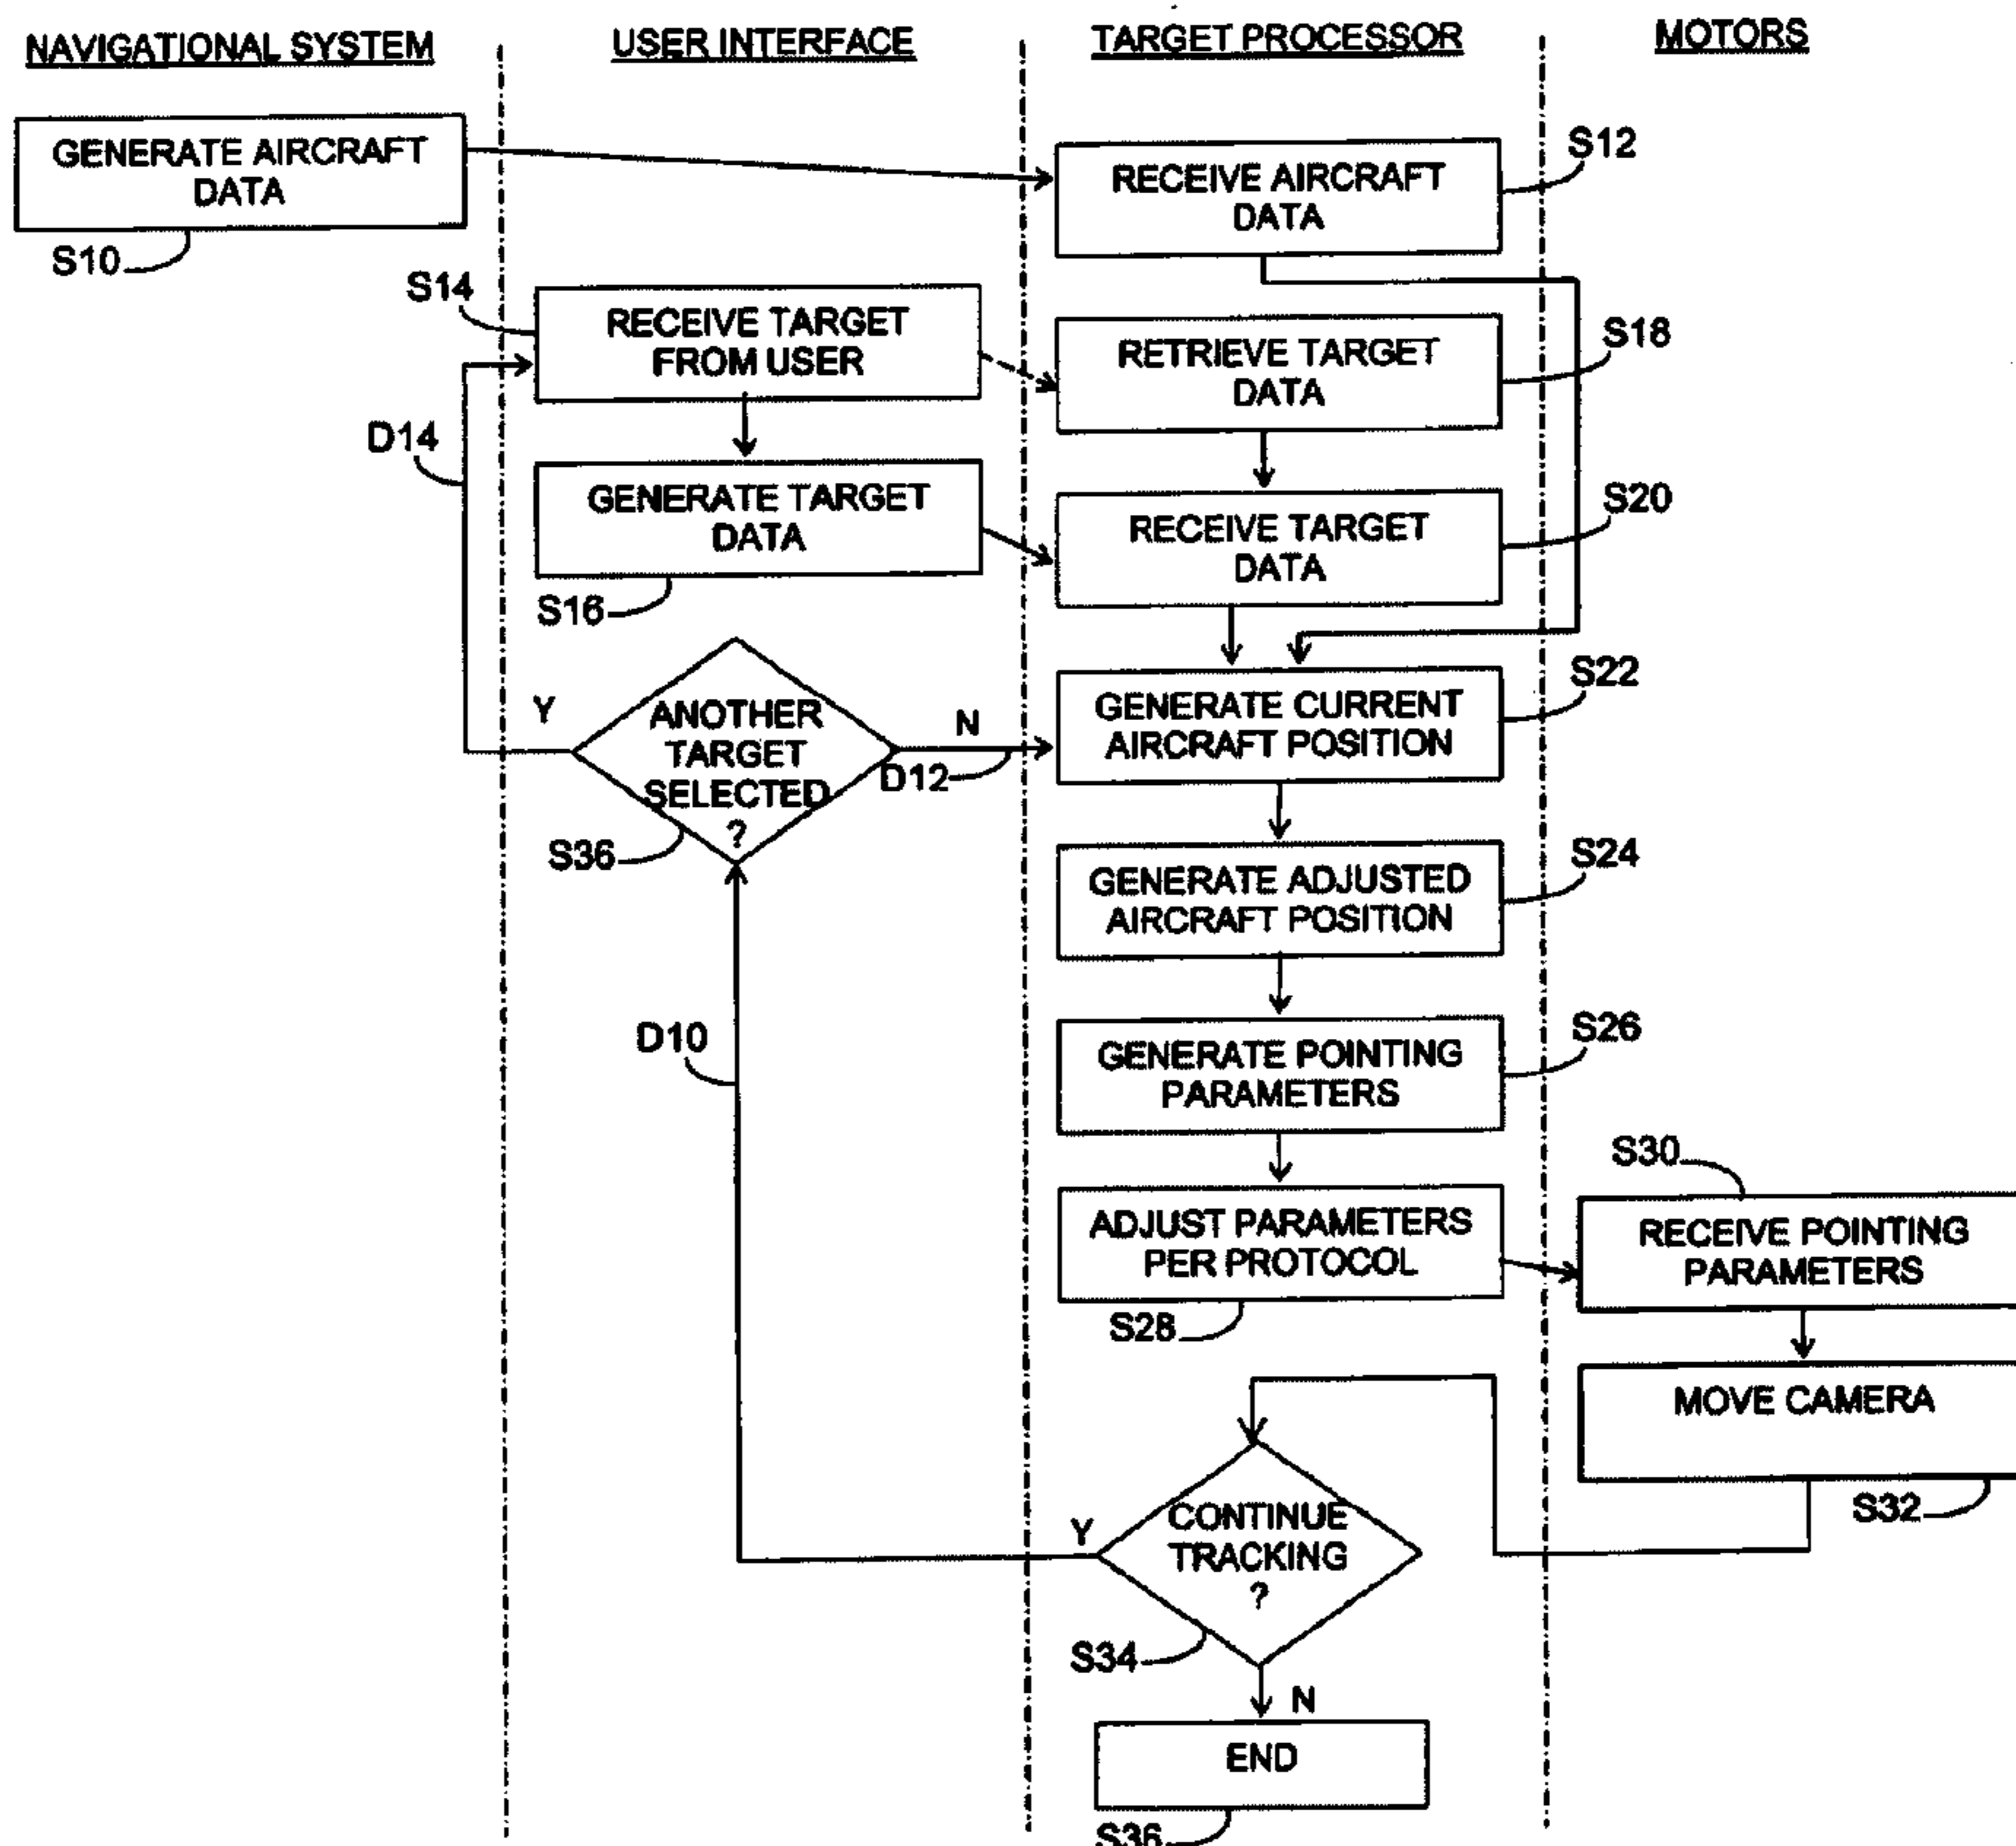 NAVIGATIONAL SYSTEM
USER INTERFACE
TARGET PROCESSOR
MOTORS
GENERATE AIRCRAFT
DATA
S10
RECEIVE AIRCRAFT
DATA
S12
S14
RECEIVE TARGET
FROM USER
RETRIEVE TARGET
DATA
S18
D14
GENERATE TARGET
DATA
S16
RECEIVE TARGET
DATA
S20
Y
ANOTHER
TARGET
SELECTED
?
N
D12
S36
GENERATE CURRENT
AIRCRAFT POSITION
S22
GENERATE ADJUSTED
AIRCRAFT POSITION
S24
D10
GENERATE POINTING
PARAMETERS
S26
ADJUST PARAMETERS
PER PROTOCOL
S28
S30
RECEIVE POINTING
PARAMETERS
MOVE CAMERA
S32
Y
CONTINUE
TRACKING
?
S34
N
END
S36